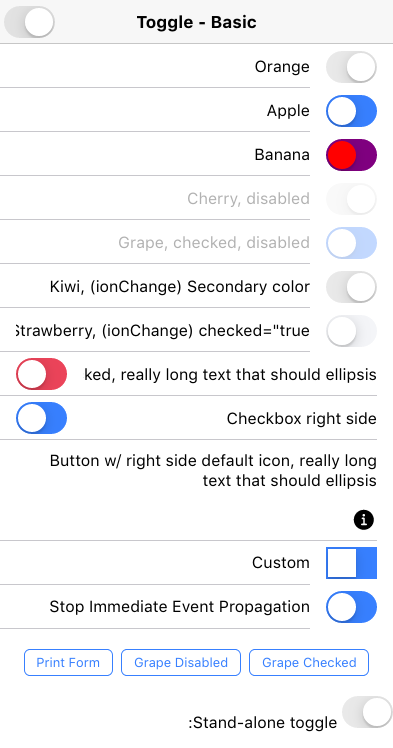 Toggle - Basic
Orange
Apple
Banana
Cherry, disabled
Grape, checked, disabled
Kiwi, (ionChange) Secondary color
Strawberry, (ionChange) checked="true
ked, really long text that should ellipsis
Checkbox right side
Button w/ right side default icon, really long
text that should ellipsis
Custom
Stop Immediate Event Propagation
Print Form
Grape Disabled
Grape Checked
:Stand-alone toggle